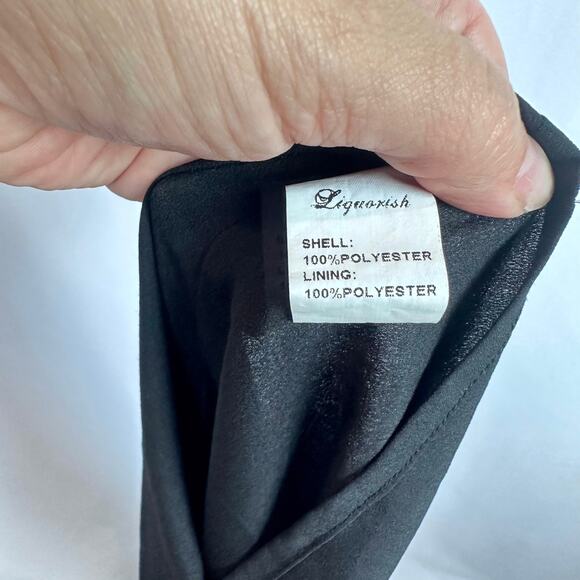 Liquorish
SHELL:
100%POLYESTER
LINING:
100%POLYESTER